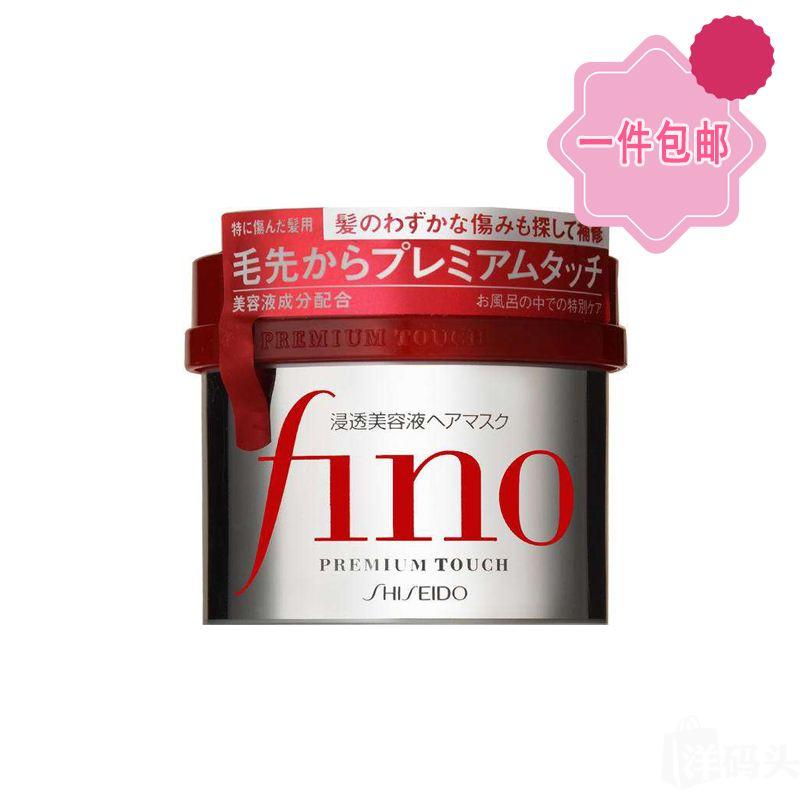 一件包邮
特に傷んだ髪用
髪のわずかな傷みも探して補修
毛先からプレミアムタッチ
美容液成分配合
お風呂の中での特別ケア
PREMIUM TOUCH
浸透美容液ヘアマスク
fino
PREMIUM TOUCH
SHISEIDO
洋码头